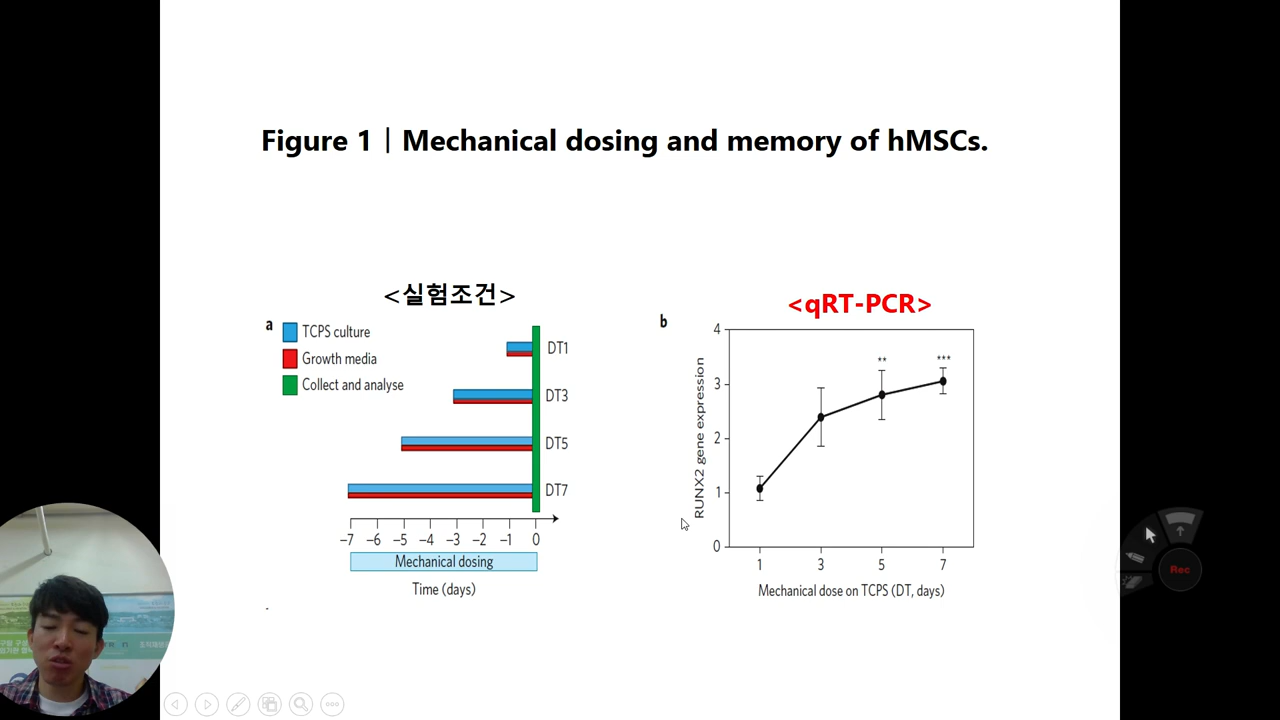 Figure 1 | Mechanical dosing and memory of hMSCs.
<실험조건>
a
TCPS culture
Growth media
Collect and analyse
DT1
DT3
DT5
DT7
−7 −6 −5 −4 −3 −2 −1 0
Mechanical dosing
Time (days)
<qRT-PCR>
b
RUNX2 gene expression
4
3
2
1
0
**
***
1 3 5 7
Mechanical dose on TCPS (DT, days)
Rec